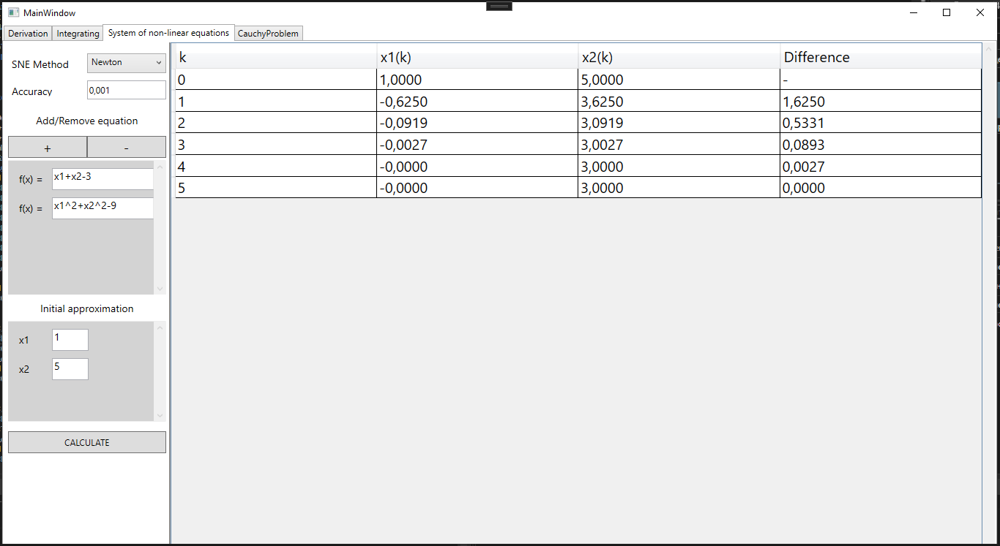 MainWindow
Derivation Integrating System of non-linear equations CauchyProblem
SNE Method Newton
Accuracy 0,001
Add/Remove equation
+ -
f(x) = x1+x2-3
f(x) = x1^2+x2^2-9
Initial approximation
x1 1
x2 5
CALCULATE
k x1(k) x2(k) Difference
0 1,0000 5,0000 -
1 -0,6250 3,6250 1,6250
2 -0,0919 3,0919 0,5331
3 -0,0027 3,0027 0,0893
4 -0,0000 3,0000 0,0027
5 -0,0000 3,0000 0,0000